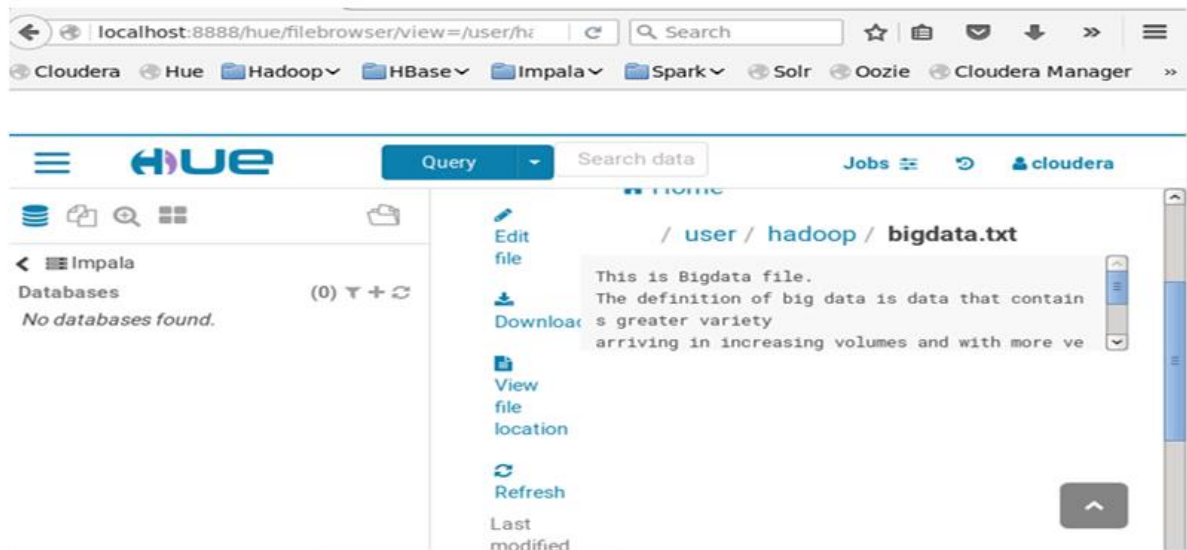 localhost:8888/hue/filebrowser/view=/user/ha
Search
Cloudera Hue Hadoop HBase Impala Spark Solr Oozie Cloudera Manager
HUE Query Search data Jobs cloudera
Home
Edit
file
/ user / hadoop / bigdata.txt
Impala
Databases (0)
No databases found.
This is Bigdata file.
The definition of big data is data that contain
s greater variety
arriving in increasing volumes and with more ve
Download
View
file
location
Refresh
Last
modified